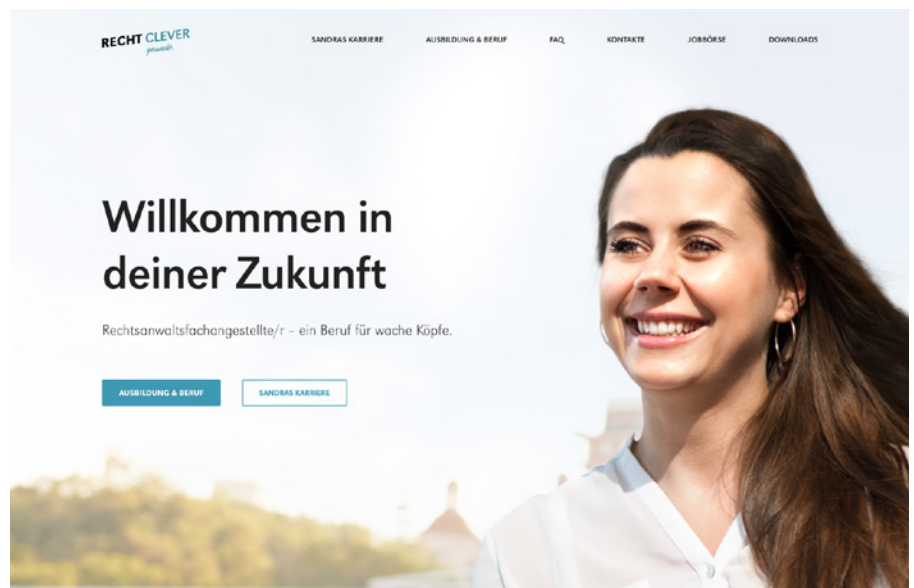 RECHT CLEVER
gemacht.
SANDRAS KARRIERE AUSBILDUNG & BERUF FAQ KONTAKTE JOBBÖRSE DOWNLOADS
Willkommen in
deiner Zukunft
Rechtsanwaltsfachangestellte/r – ein Beruf für wache Köpfe.
AUSBILDUNG & BERUF SANDRAS KARRIERE